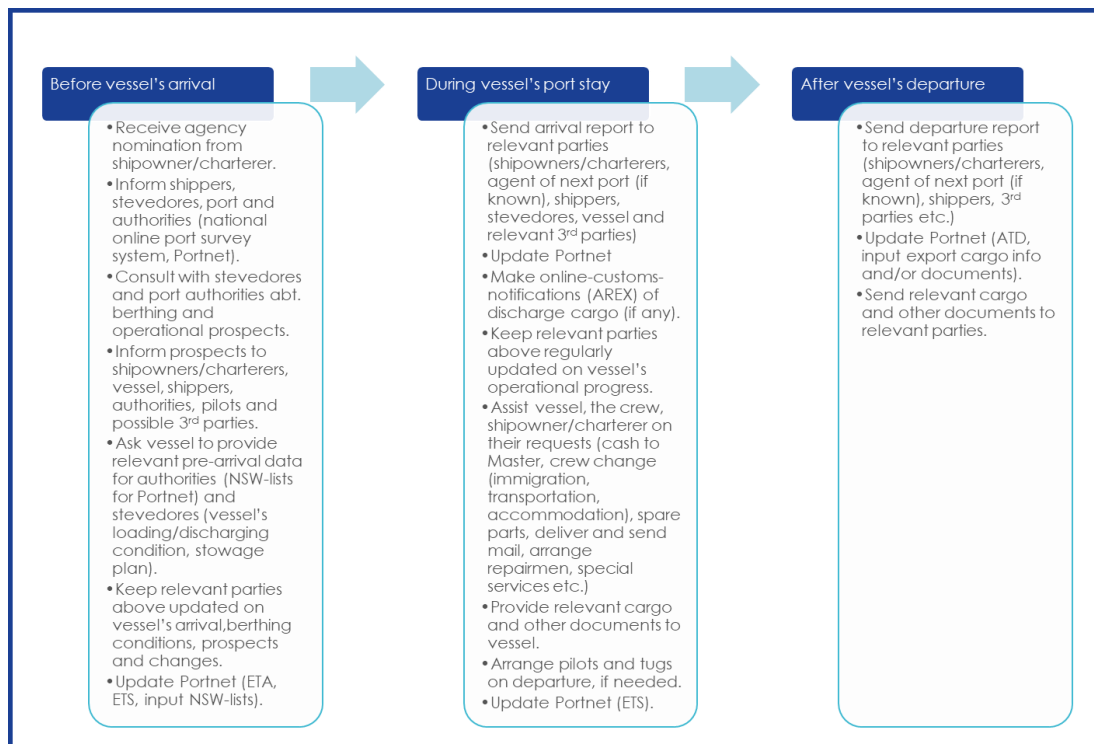 Before vessel's arrival
•Receive agency
nomination from
shipowner/charterer.
•Inform shippers,
stevedores, port and
authorities (national
online port survey
system, Portnet).
•Consult with stevedores
and port authorities abt.
berthing and
operational prospects.
•Inform prospects to
shipowners/charterers,
vessel, shippers,
authorities, pilots and
possible 3rd parties.
•Ask vessel to provide
relevant pre-arrival data
for authorities (NSW-lists
for Portnet) and
stevedores (vessel's
loading/discharging
condition, stowage
plan).
•Keep relevant parties
above updated on
vessel's arrival,berthing
conditions, prospects
and changes.
•Update Portnet (ETA,
ETS, input NSW-lists).
During vessel's port stay
•Send arrival report to
relevant parties
(shipowners/charterers,
agent of next port (if
known), shippers,
stevedores, vessel and
relevant 3rd parties)
•Update Portnet
•Make online-customs-
notifications (AREX) of
discharge cargo (if any).
•Keep relevant parties
above regularly
updated on vessel's
operational progress.
•Assist vessel, the crew,
shipowner/charterer on
their requests (cash to
Master, crew change
(immigration,
transportation,
accommodation), spare
parts, deliver and send
mail, arrange
repairmen, special
services etc.)
•Provide relevant cargo
and other documents to
vessel.
•Arrange pilots and tugs
on departure, if needed.
•Update Portnet (ETS).
After vessel's departure
•Send departure report
to relevant parties
(shipowners/charterers,
agent of next port (if
known), shippers, 3rd
parties etc.)
•Update Portnet (ATD,
input export cargo info
and/or documents).
•Send relevant cargo
and other documents to
relevant parties.